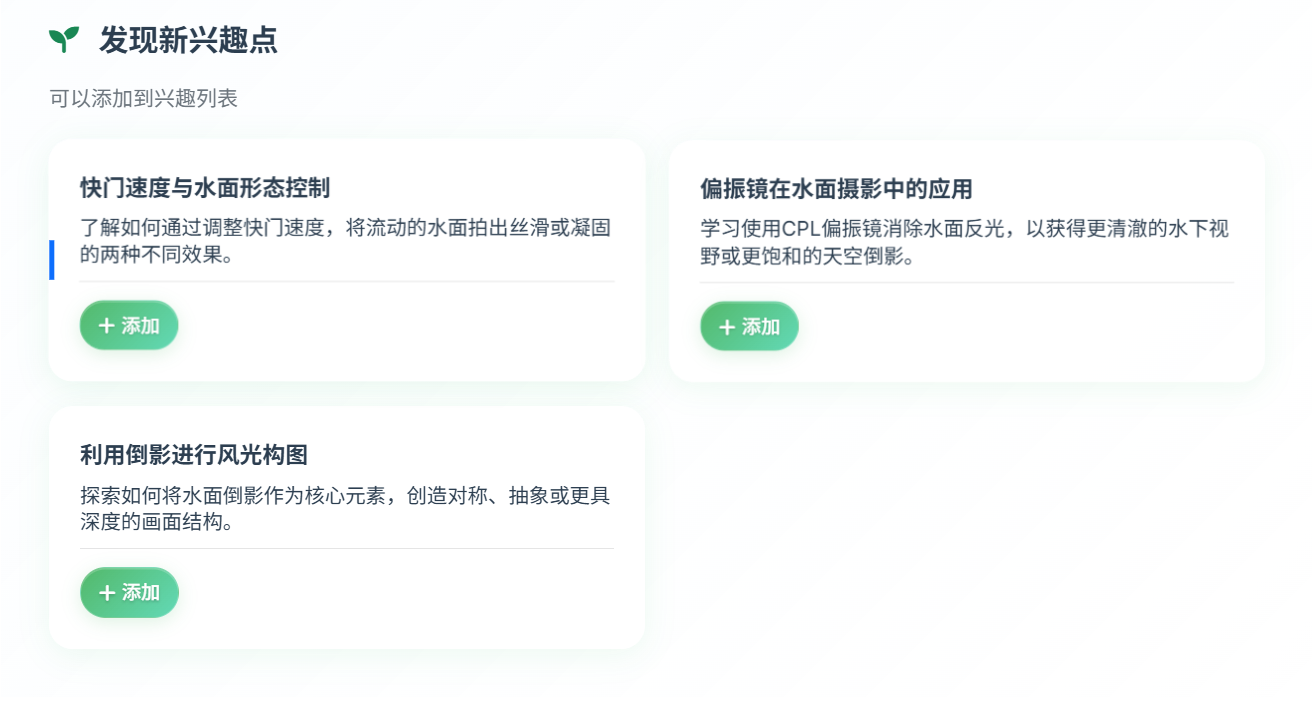 发现新兴趣点
可以添加到兴趣列表
快门速度与水面形态控制
了解如何通过调整快门速度，将流动的水面拍出丝滑或凝固
的两种不同效果。
+ 添加
偏振镜在水面摄影中的应用
学习使用CPL偏振镜消除水面反光，以获得更清澈的水下视
野或更饱和的天空倒影。
+ 添加
利用倒影进行风光构图
探索如何将水面倒影作为核心元素，创造对称、抽象或更具
深度的画面结构。
+ 添加